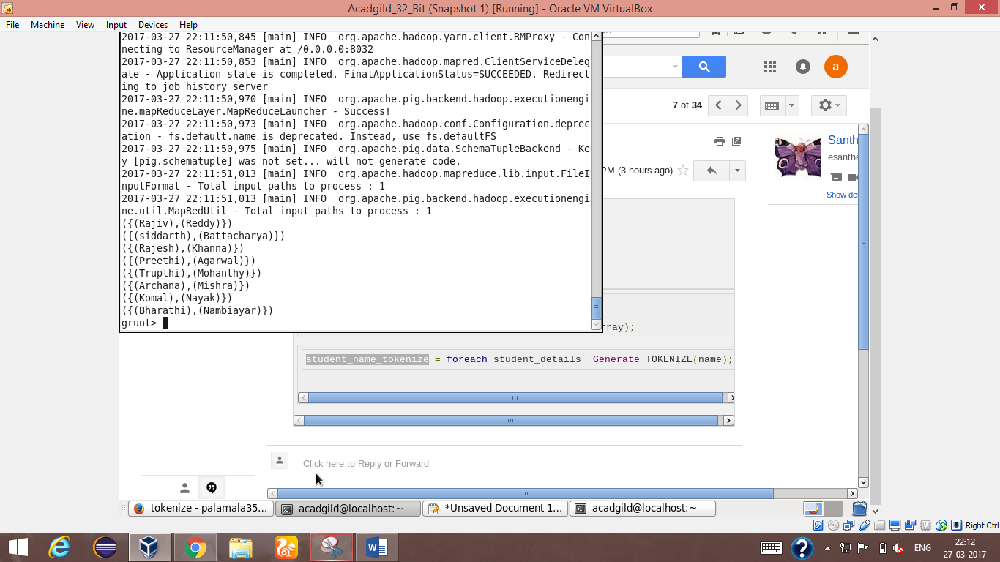 Acadgild_32_Bit (Snapshot 1) [Running] - Oracle VM VirtualBox
File Machine View Input Devices Help
2017-03-27 22:11:50,845 [main] INFO  org.apache.hadoop.yarn.client.RMProxy - Con
necting to ResourceManager at /0.0.0.0:8032
2017-03-27 22:11:50,853 [main] INFO  org.apache.hadoop.mapred.ClientServiceDeleg
ate - Application state is completed. FinalApplicationStatus=SUCCEEDED. Redirect
ing to job history server
2017-03-27 22:11:50,970 [main] INFO  org.apache.pig.backend.hadoop.executionengi
ne.mapReduceLayer.MapReduceLauncher - Success!
2017-03-27 22:11:50,973 [main] INFO  org.apache.hadoop.conf.Configuration.deprec
ation - fs.default.name is deprecated. Instead, use fs.defaultFS
2017-03-27 22:11:50,975 [main] INFO  org.apache.pig.data.SchemaTupleBackend - Ke
y [pig.schematuple] was not set... will not generate code.
2017-03-27 22:11:51,013 [main] INFO  org.apache.hadoop.mapreduce.lib.input.FileI
nputFormat - Total input paths to process : 1
2017-03-27 22:11:51,013 [main] INFO  org.apache.pig.backend.hadoop.executionengi
ne.util.MapRedUtil - Total input paths to process : 1
({(Rajiv),(Reddy)})
({(siddarth),(Battacharya)})
({(Rajesh),(Khanna)})
({(Preethi),(Agarwal)})
({(Trupthi),(Mohanthy)})
({(Archana),(Mishra)})
({(Komal),(Nayak)})
({(Bharathi),(Nambiayar)})
grunt>
a
7 of 34
Santh
esanthe
PM (3 hours ago)
Show de
rray);
student_name_tokenize = foreach student_details  Generate TOKENIZE(name);
Click here to Reply or Forward
tokenize - palamala35...
acadgild@localhost:~
*Unsaved Document 1...
acadgild@localhost:~
Right Ctrl
ENG
22:12
27-03-2017